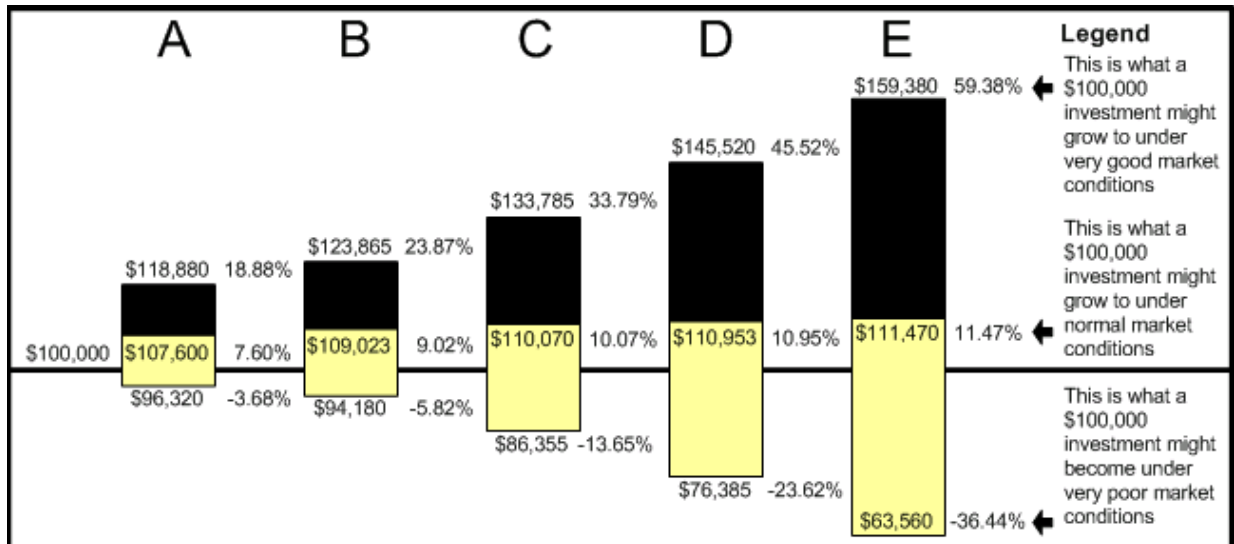 A B C D E
Legend
This is what a
$100,000
investment might
grow to under
very good market
conditions
$159,380 59.38%
$145,520 45.52%
$133,785 33.79%
$123,865 23.87%
$118,880 18.88%
This is what a
$100,000
investment might
grow to under
normal market
conditions
$100,000 $107,600 7.60% $109,023 9.02% $110,070 10.07% $110,953 10.95% $111,470 11.47%
$96,320 -3.68% $94,180 -5.82%
$86,355 -13.65%
$76,385 -23.62%
$63,560 -36.44%
This is what a
$100,000
investment might
become under
very poor market
conditions